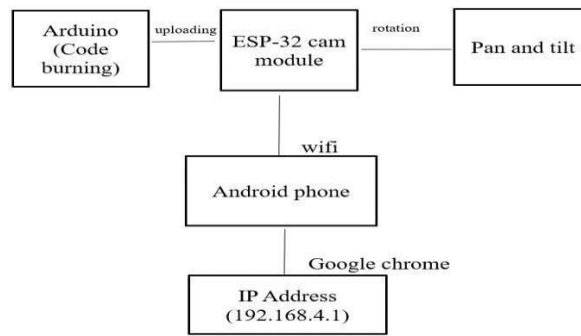 Arduino
(Code
burning)
uploading
ESP-32 cam
module
rotation
Pan and tilt
wifi
Android phone
Google chrome
IP Address
(192.168.4.1)